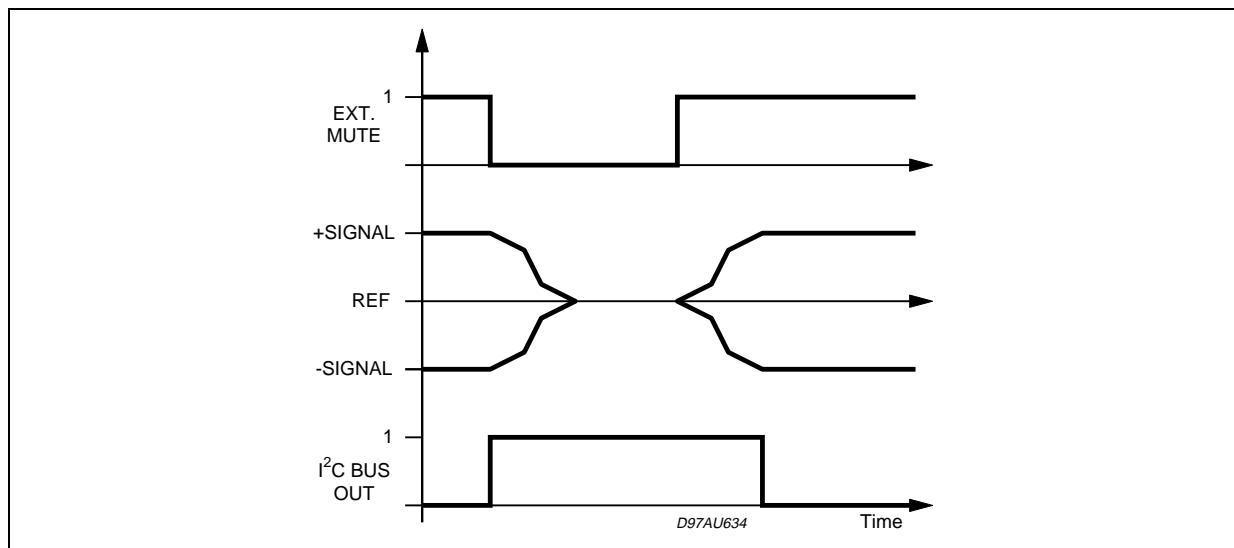 1
EXT.
MUTE
+SIGNAL
REF
-SIGNAL
1
I²C BUS
OUT
D97AU634
Time